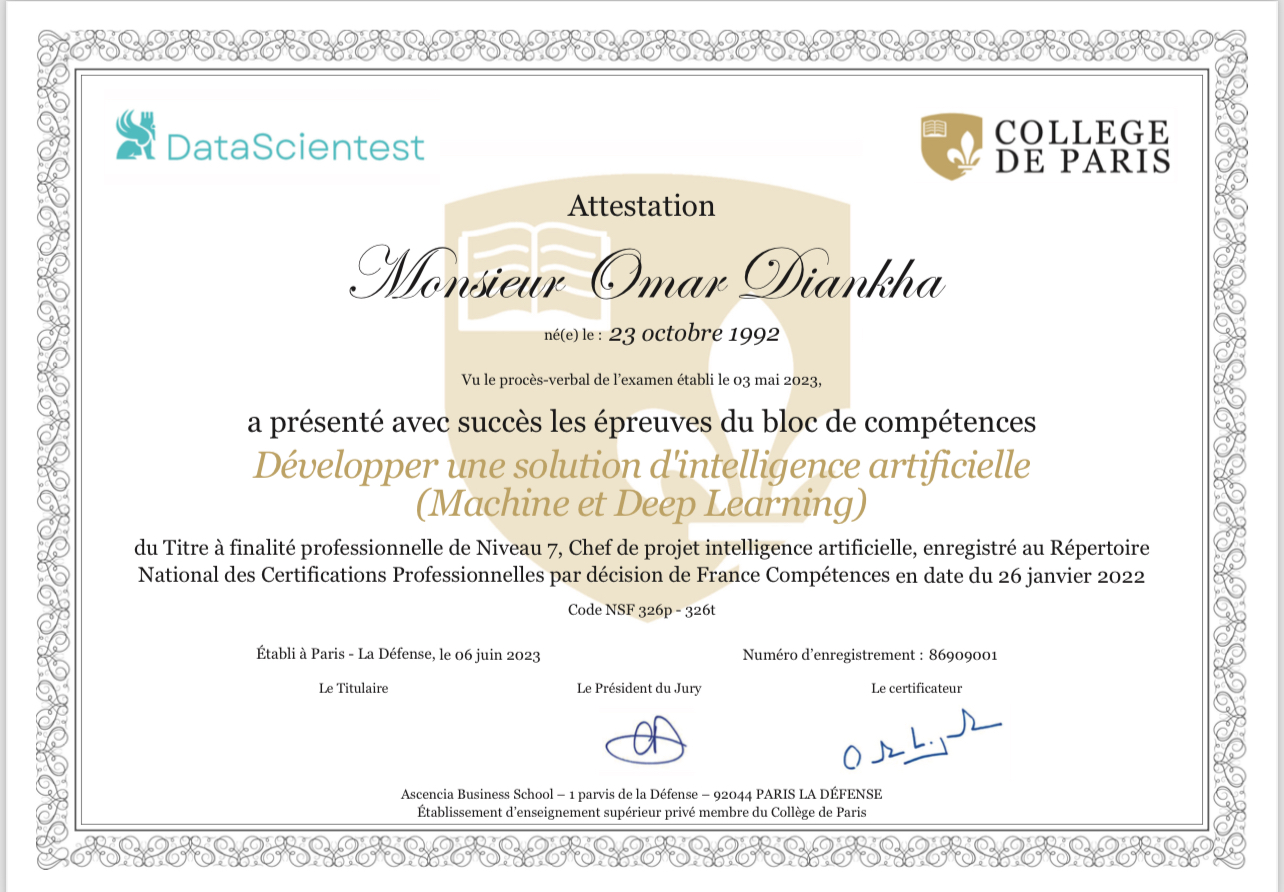 DataScientest
COLLEGE
DE PARIS
Attestation
Monsieur Omar Diankha
né(e) le : 23 octobre 1992
Vu le procès-verbal de l'examen établi le 03 mai 2023,
a présenté avec succès les épreuves du bloc de compétences
Développer une solution d'intelligence artificielle
(Machine et Deep Learning)
du Titre à finalité professionnelle de Niveau 7, Chef de projet intelligence artificielle, enregistré au Répertoire
National des Certifications Professionnelles par décision de France Compétences en date du 26 janvier 2022
Code NSF 326p - 326t
Établi à Paris - La Défense, le 06 juin 2023
Numéro d'enregistrement : 86909001
Le Titulaire
Le Président du Jury
Le certificateur
Ascencia Business School – 1 parvis de la Défense – 92044 PARIS LA DÉFENSE
Établissement d'enseignement supérieur privé membre du Collège de Paris